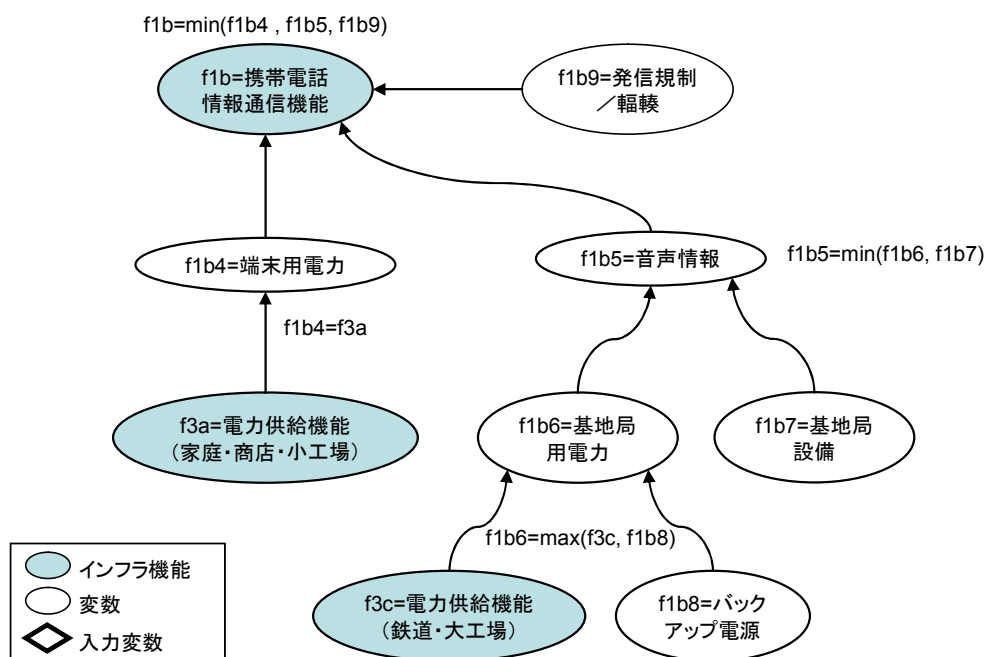 f1b=min(f1b4 , f1b5, f1b9)
f1b=携帯電話
情報通信機能
f1b9=発信規制
／輻輳
f1b4=端末用電力
f1b5=音声情報
f1b5=min(f1b6, f1b7)
f1b4=f3a
f3a=電力供給機能
（家庭・商店・小工場）
f1b6=基地局
用電力
f1b7=基地局
設備
f1b6=max(f3c, f1b8)
f3c=電力供給機能
（鉄道・大工場）
f1b8=バック
アップ電源
インフラ機能
変数
入力変数